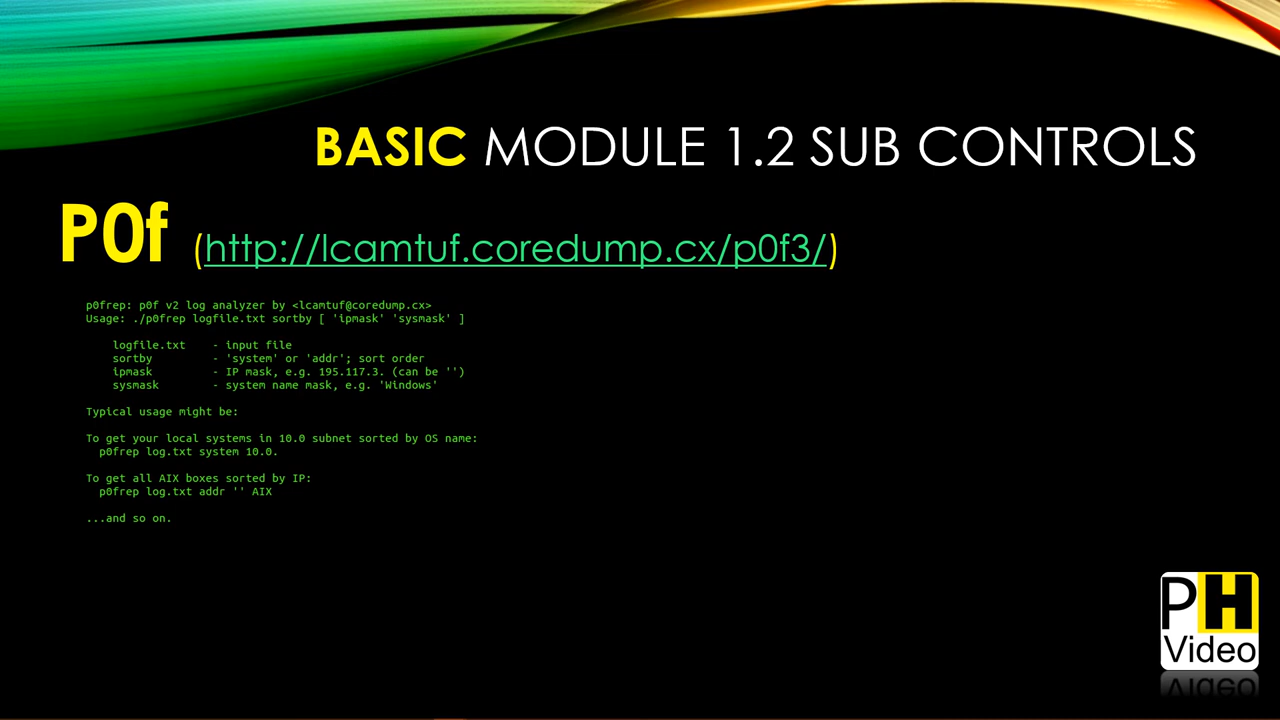 BASIC MODULE 1.2 SUB CONTROLS
P0f (http://lcamtuf.coredump.cx/p0f3/)
p0frep: p0f v2 log analyzer by <lcamtuf@coredump.cx>
Usage: ./p0frep logfile.txt sortby [ 'ipmask' 'sysmask' ]
logfile.txt - input file
sortby - 'system' or 'addr'; sort order
ipmask - IP mask, e.g. 195.117.3. (can be '')
sysmask - system name mask, e.g. 'Windows'
Typical usage might be:
To get your local systems in 10.0 subnet sorted by OS name:
p0frep log.txt system 10.0.
To get all AIX boxes sorted by IP:
p0frep log.txt addr '' AIX
...and so on.
PH
Video